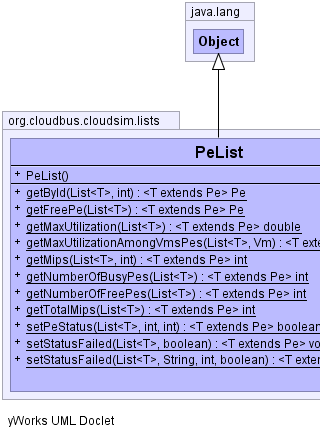 java.lang
Object
org.cloudbus.cloudsim.lists
PeList
+ PeList()
+ getById(List<T>, int) : <T extends Pe> Pe
+ getFreePe(List<T>) : <T extends Pe> Pe
+ getMaxUtilization(List<T>) : <T extends Pe> double
+ getMaxUtilizationAmongVmsPes(List<T>, Vm) : <T exte
+ getMips(List<T>, int) : <T extends Pe> int
+ getNumberOfBusyPes(List<T>) : <T extends Pe> int
+ getNumberOfFreePes(List<T>) : <T extends Pe> int
+ getTotalMips(List<T>) : <T extends Pe> int
+ setPeStatus(List<T>, int, int) : <T extends Pe> boolean
+ setStatusFailed(List<T>, boolean) : <T extends Pe> vo
+ setStatusFailed(List<T>, String, int, boolean) : <T exten
yWorks UML Doclet